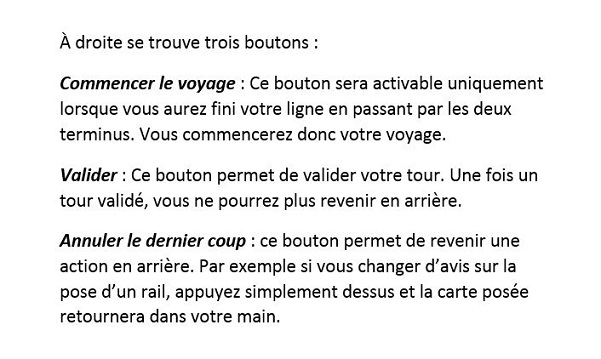 À droite se trouve trois boutons :
Commencer le voyage : Ce bouton sera activable uniquement
lorsque vous aurez fini votre ligne en passant par les deux
terminus. Vous commencerez donc votre voyage.
Valider : Ce bouton permet de valider votre tour. Une fois un
tour validé, vous ne pourrez plus revenir en arrière.
Annuler le dernier coup : ce bouton permet de revenir une
action en arrière. Par exemple si vous changer d’avis sur la
pose d’un rail, appuyez simplement dessus et la carte posée
retournera dans votre main.